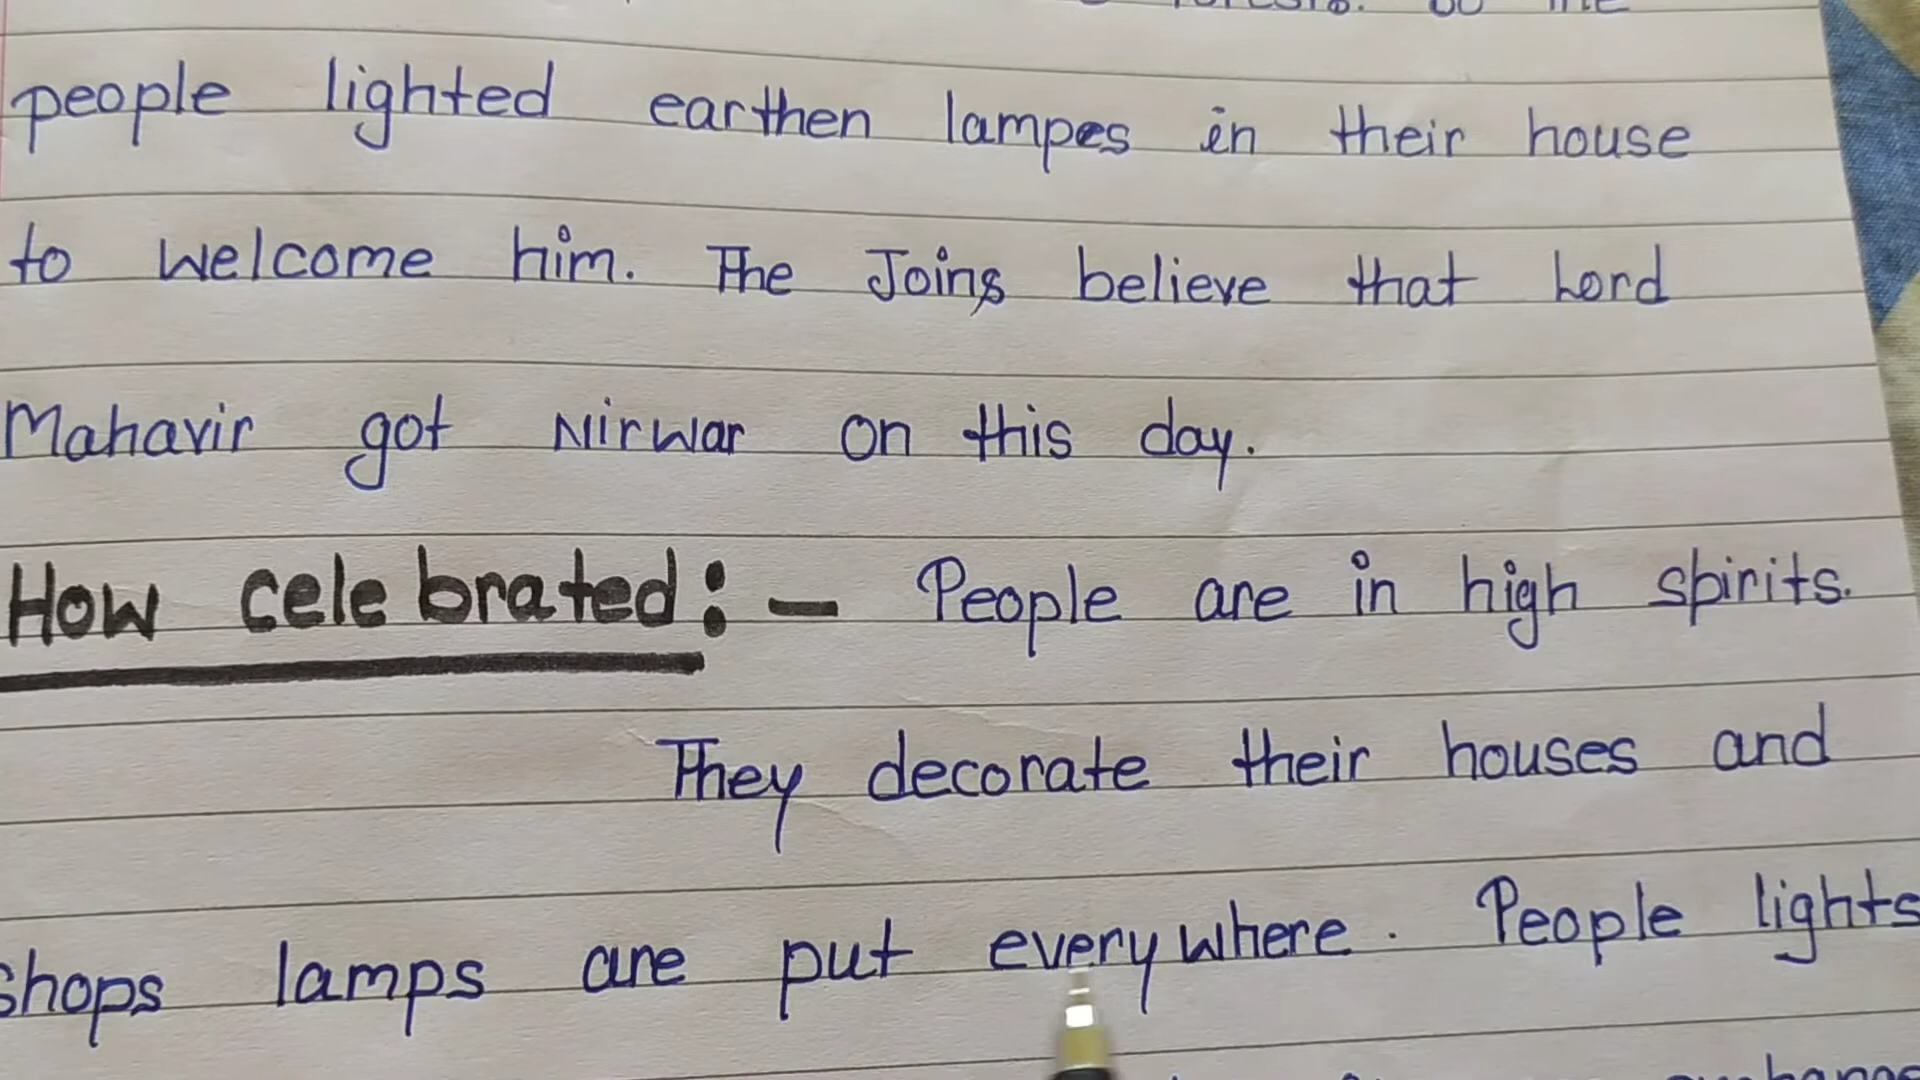 people lighted earthen lampes in their house
to welcome him. The Joins believe that Lord
Mahavir got Nirwar on this day.
How celebrated:- People are in high spirits.
They decorate their houses and
shops lamps are put everywhere. People lights